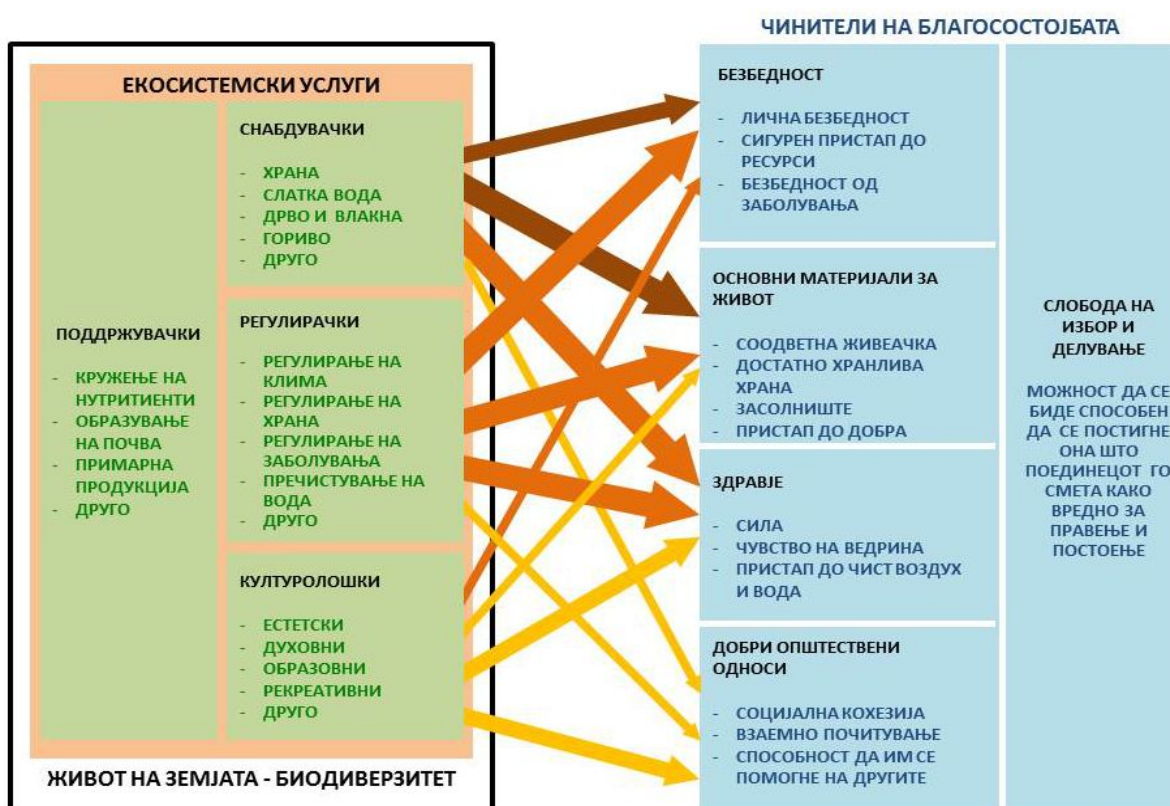 ЧИНИТЕЛИ НА БЛАГОСОСТОЈБАТА
ЕКОСИСТЕМСКИ УСЛУГИ
ПОДДРЖУВАЧКИ
- КРУЖЕЊЕ НА
НУТРИТИЕНТИ
- ОБРАЗУВАЊЕ
НА ПОЧВА
- ПРИМАРНА
ПРОДУКЦИЈА
- ДРУГО
СНАБДУВАЧКИ
- ХРАНА
- СЛАТКА ВОДА
- ДРВО И ВЛАКНА
- ГОРИВО
- ДРУГО
РЕГУЛИРАЧКИ
- РЕГУЛИРАЊЕ НА
КЛИМА
- РЕГУЛИРАЊЕ НА
ХРАНА
- РЕГУЛИРАЊЕ НА
ЗАБОЛУВАЊА
- ПРЕЧИСТУВАЊЕ НА
ВОДА
- ДРУГО
КУЛТУРОЛОШКИ
- ЕСТЕТСКИ
- ДУХОВНИ
- ОБРАЗОВНИ
- РЕКРЕАТИВНИ
- ДРУГО
ЖИВОТ НА ЗЕМЈАТА - БИОДИВЕРЗИТЕТ
БЕЗБЕДНОСТ
- ЛИЧНА БЕЗБЕДНОСТ
- СИГУРЕН ПРИСТАП ДО
РЕСУРСИ
- БЕЗБЕДНОСТ ОД
ЗАБОЛУВАЊА
ОСНОВНИ МАТЕРИЈАЛИ ЗА
ЖИВОТ
- СООДВЕТНА ЖИВЕАЧКА
- ДОСТАТНО ХРАНЛИВА
ХРАНА
- ЗАСОЛНИШТЕ
- ПРИСТАП ДО ДОБРА
ЗДРАВЈЕ
- СИЛА
- ЧУВСТВО НА ВЕДРИНА
- ПРИСТАП ДО ЧИСТ ВОЗДУХ
И ВОДА
ДОБРИ ОПШТЕСТВЕНИ
ОДНОСИ
- СОЦИЈАЛНА КОХЕЗИЈА
- ВЗАЕМНО ПОЧИТУВАЊЕ
- СПОСОБНОСТ ДА ИМ СЕ
ПОМОГНЕ НА ДРУГИТЕ
СЛОБОДА НА
ИЗБОР И
ДЕЛУВАЊЕ
МОЖНОСТ ДА СЕ
БИДЕ СПОСОБЕН
ДА СЕ ПОСТИГНЕ
ОНА ШТО
ПОЕДИНЕЦОТ ГО
СМЕТА КАКО
ВРЕДНО ЗА
ПРАВЕЊЕ И
ПОСТОЕЊЕ